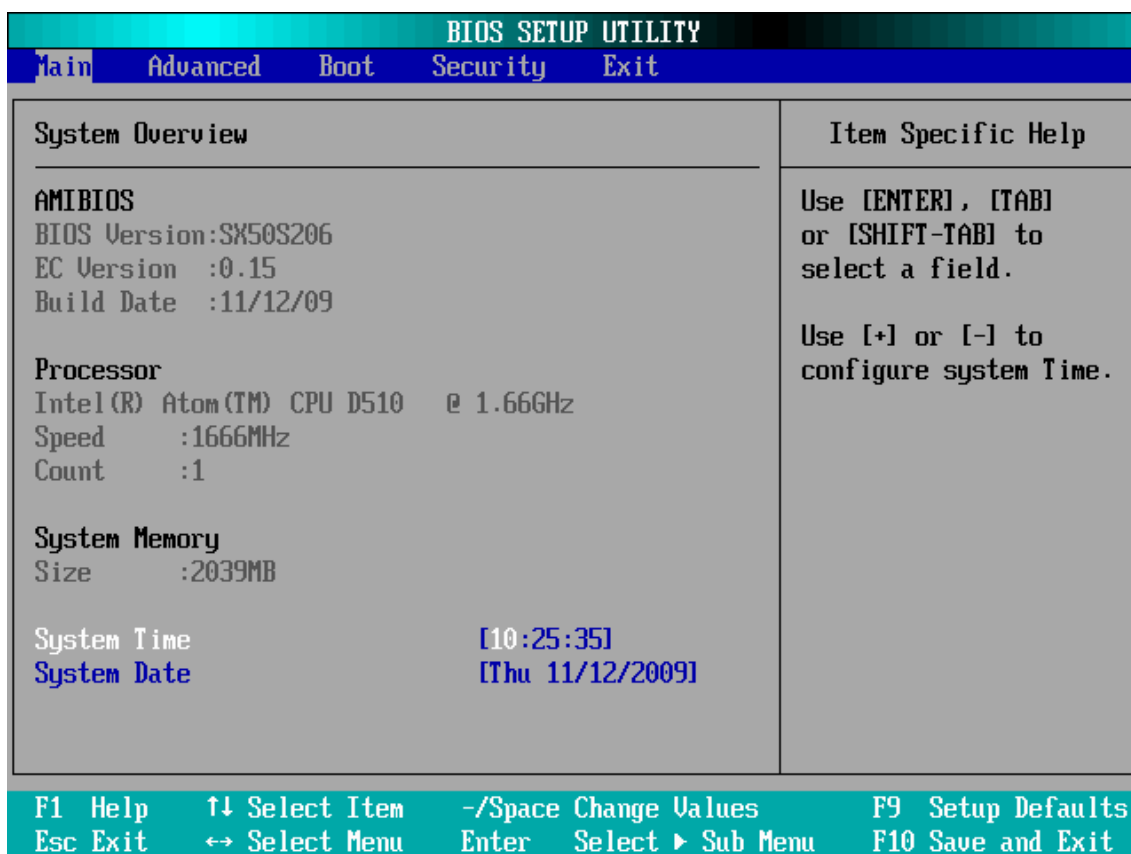 BIOS SETUP UTILITY
Main Advanced Boot Security Exit
System Overview
AMIBIOS
BIOS Version:SX50S206
EC Version :0.15
Build Date :11/12/09
Processor
Intel(R) Atom(TM) CPU D510 @ 1.66GHz
Speed :1666MHz
Count :1
System Memory
Size :2039MB
System Time [10:25:35]
System Date [Thu 11/12/2009]
Item Specific Help
Use [ENTER], [TAB]
or [SHIFT-TAB] to
select a field.
Use [+] or [-] to
configure system Time.
F1 Help ↑↓ Select Item -/Space Change Values F9 Setup Defaults
Esc Exit ↔ Select Menu Enter Select ▶ Sub Menu F10 Save and Exit